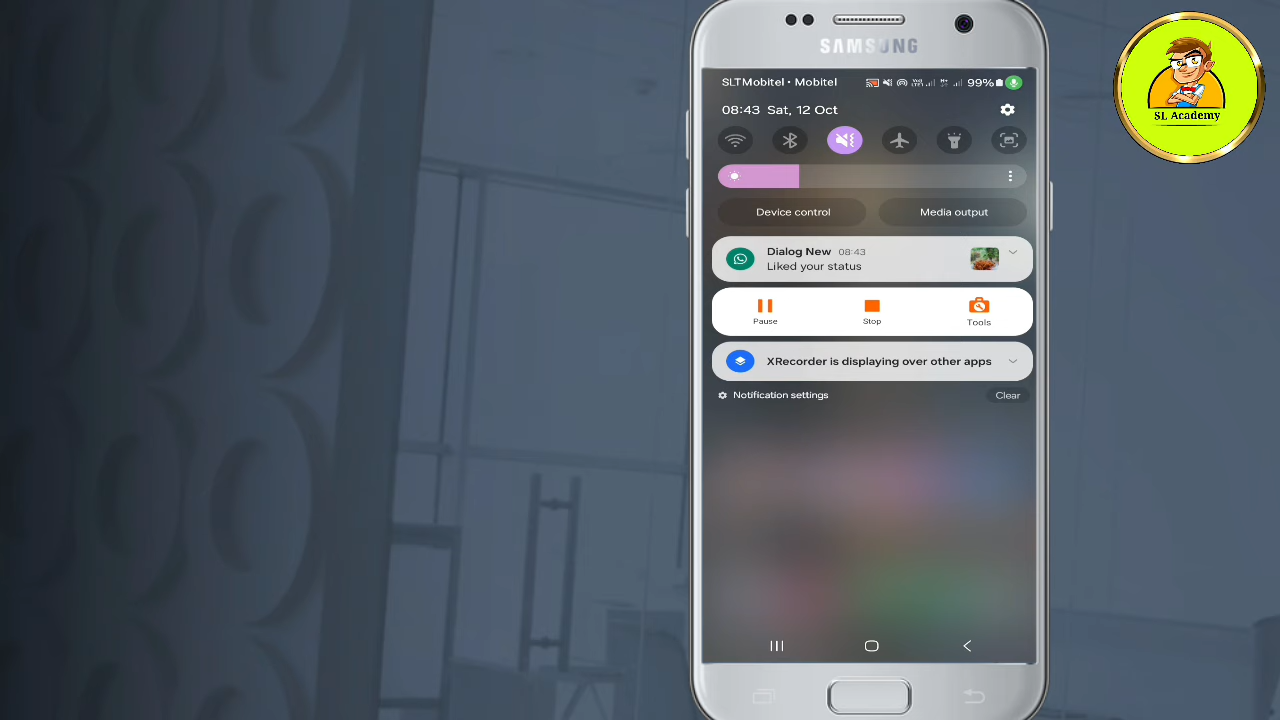 SAMSUNG
SL Academy
SLTMobitel • Mobitel
99%
08:43 Sat, 12 Oct
Device control
Media output
Dialog New 08:43
Liked your status
Pause
Stop
Tools
XRecorder is displaying over other apps
Notification settings
Clear